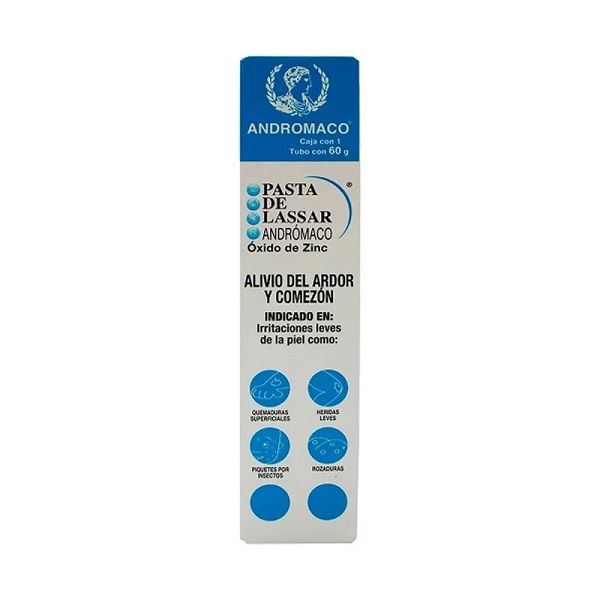 ANDROMACO®
Caja con 1
Tubo con 60 g
PASTA ®
DE
LASSAR
ANDRÓMACO
Óxido de Zinc
ALIVIO DEL ARDOR
Y COMEZÓN
INDICADO EN:
Irritaciones leves
de la piel como:
QUEMADURAS
SUPERFICIALES
HERIDAS
LEVES
PIQUETES POR
INSECTOS
ROZADURAS